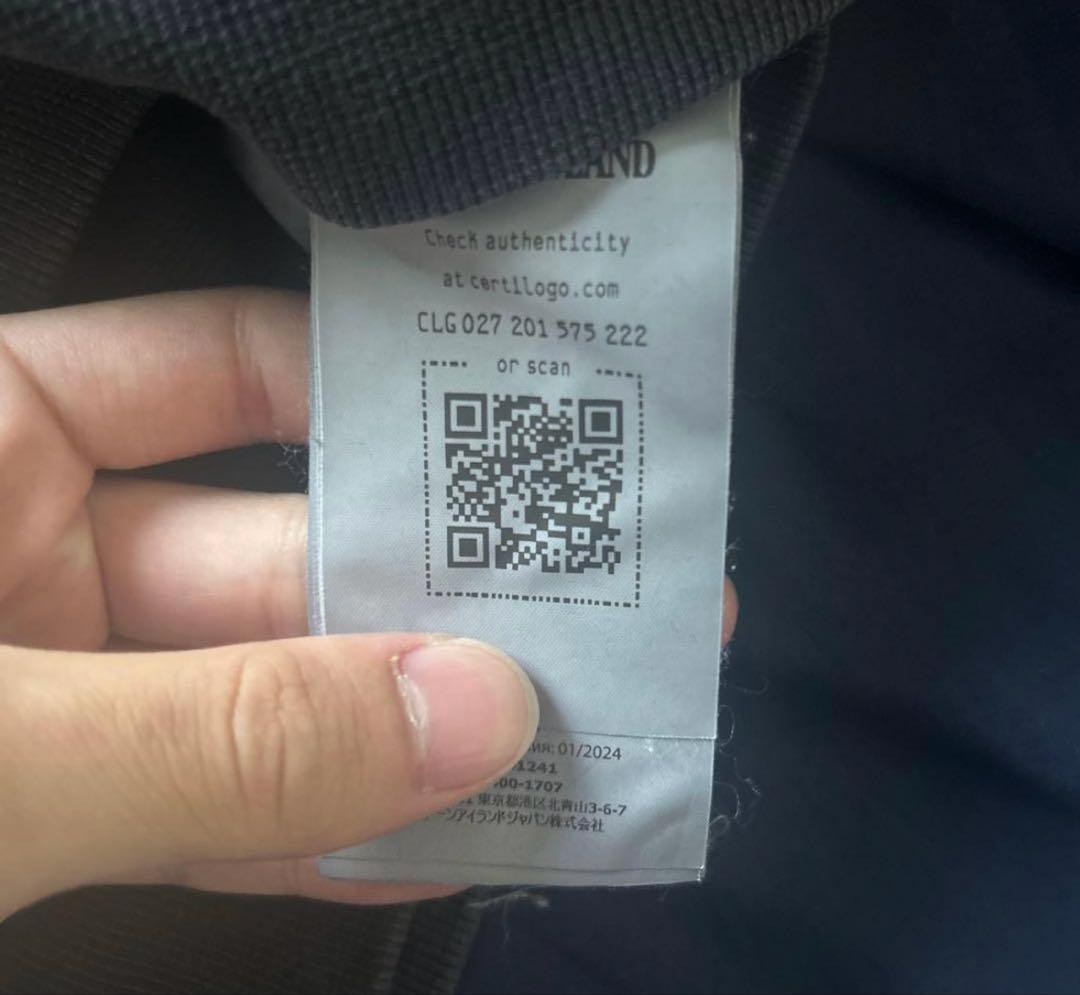 LAND
Check authenticity
at certilogo.com
CLG 027 201 575 222
or scan
ия: 01/2024
1241
00-1707
東京都港区北青山3-6-7
ーンアイランドジャパン株式会社